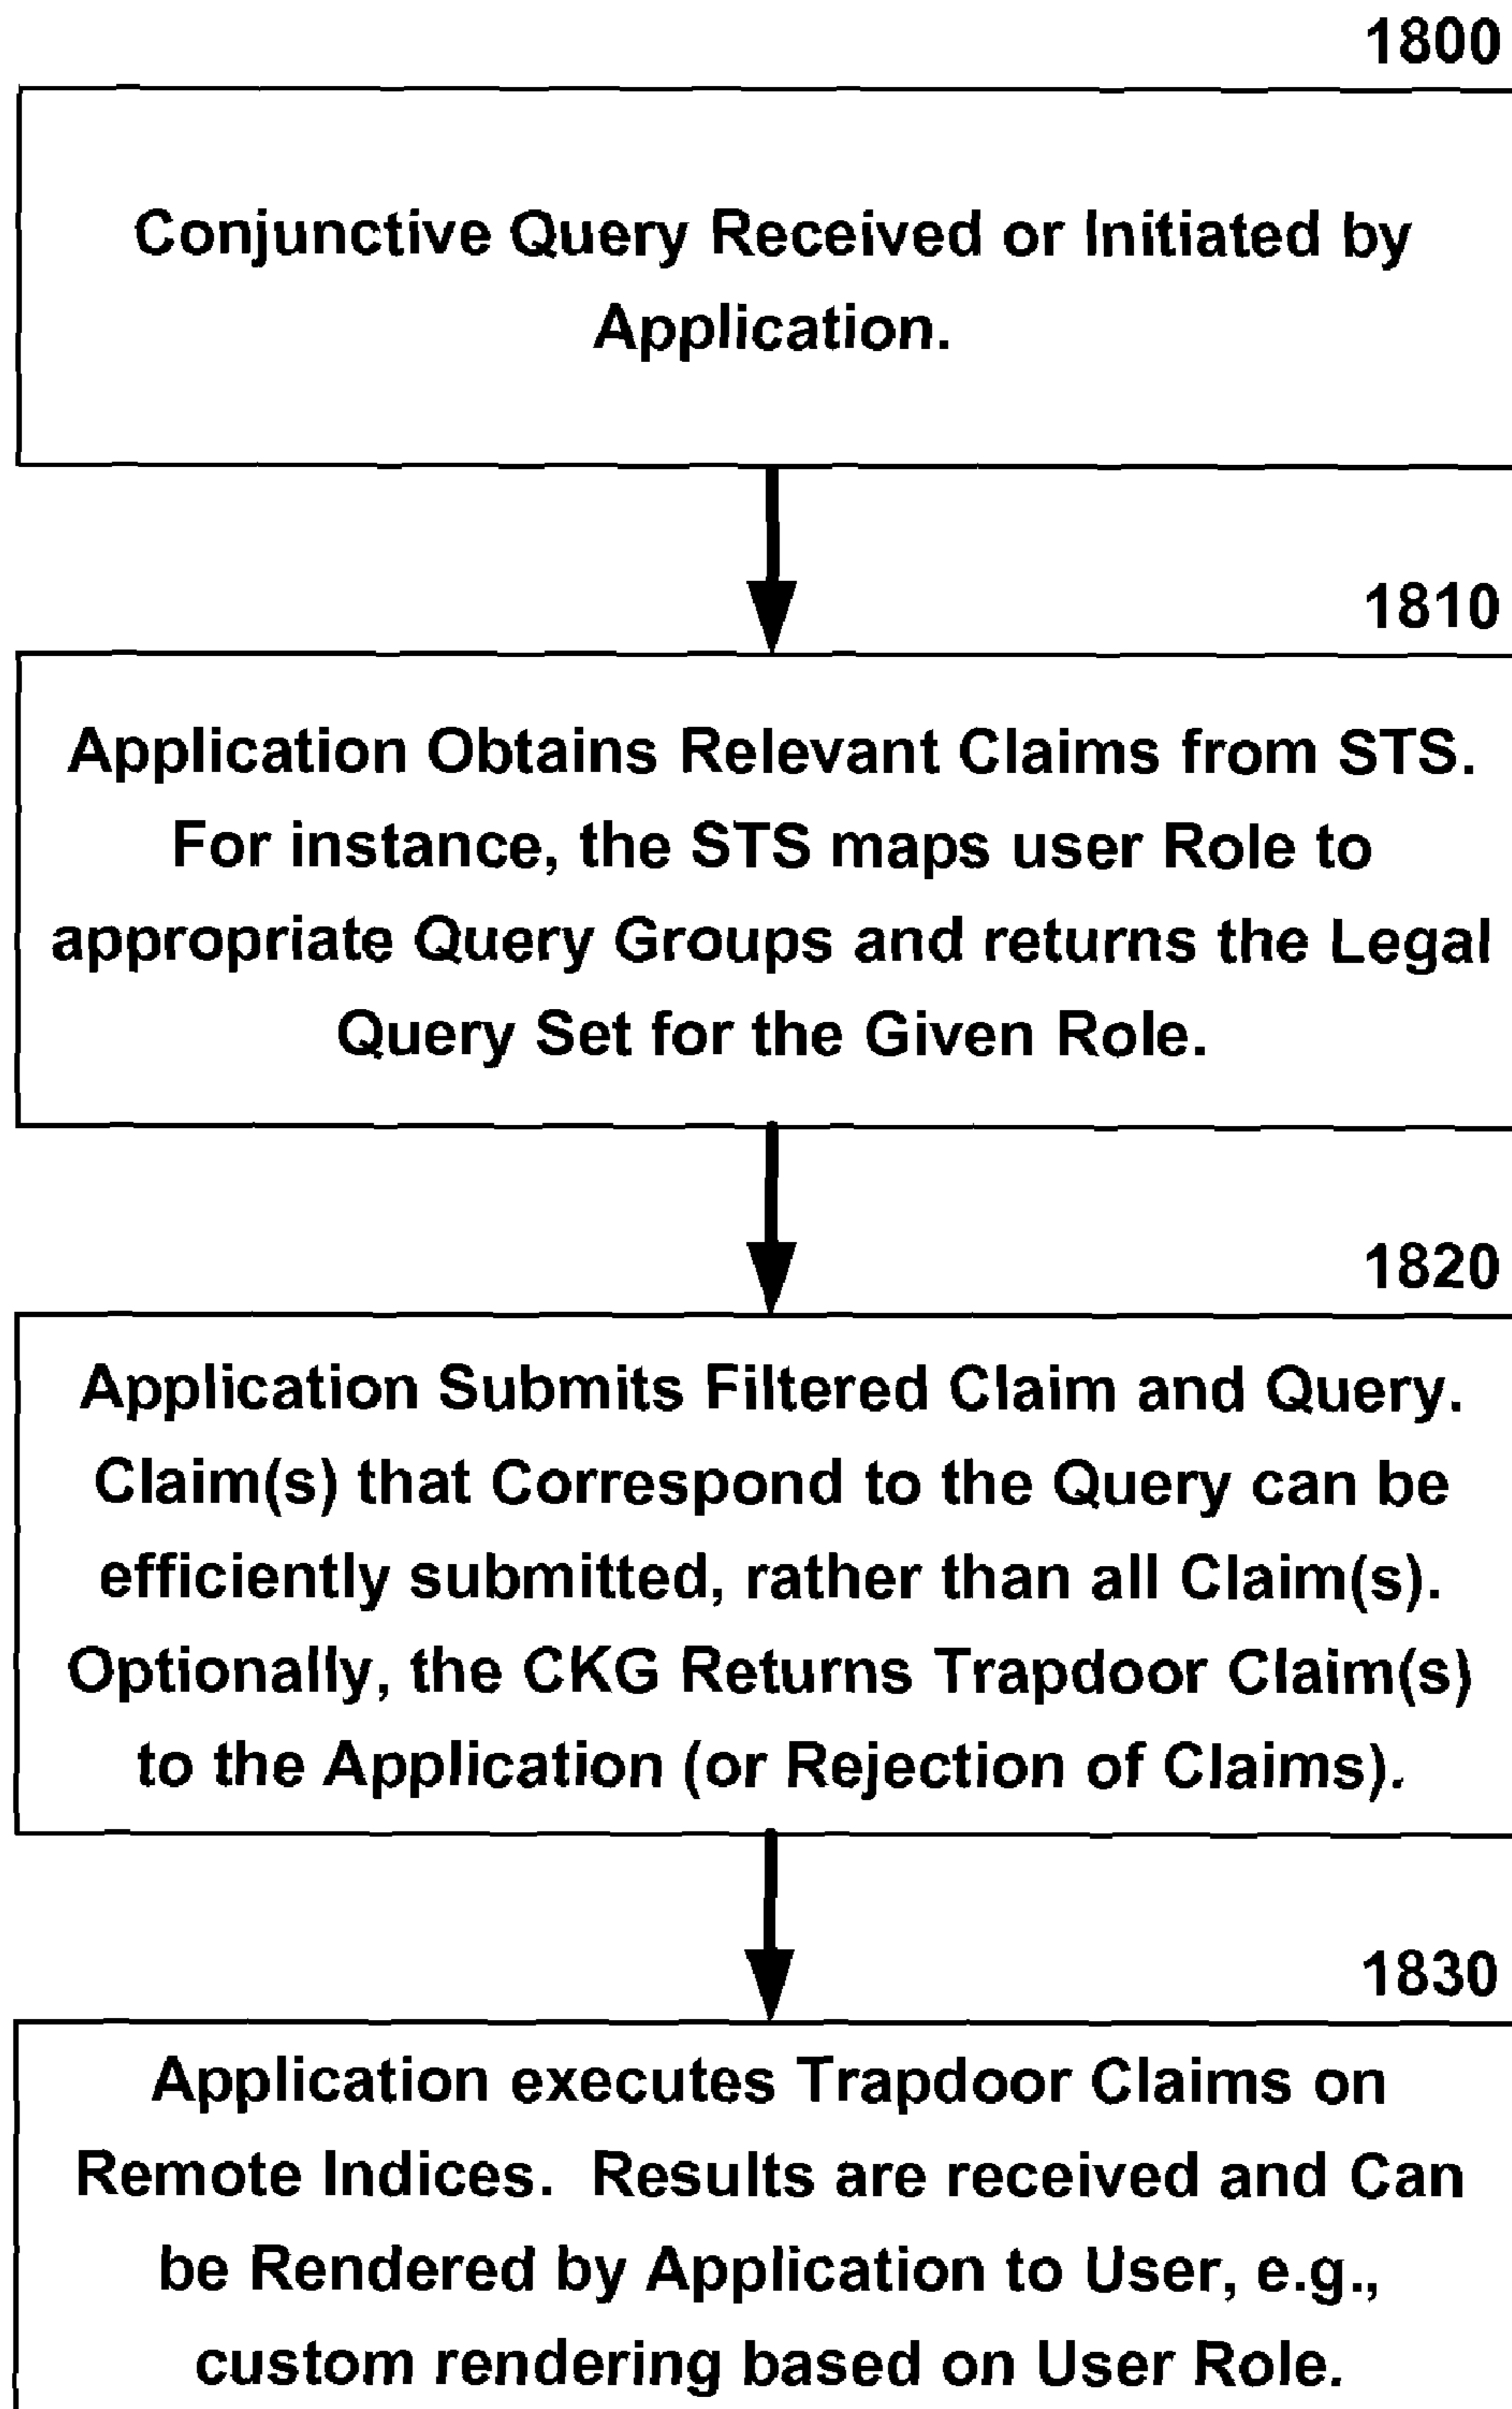 1800
Conjunctive Query Received or Initiated by
Application.
1810
Application Obtains Relevant Claims from STS.
For instance, the STS maps user Role to
appropriate Query Groups and returns the Legal
Query Set for the Given Role.
1820
Application Submits Filtered Claim and Query.
Claim(s) that Correspond to the Query can be
efficiently submitted, rather than all Claim(s).
Optionally, the CKG Returns Trapdoor Claim(s)
to the Application (or Rejection of Claims).
1830
Application executes Trapdoor Claims on
Remote Indices.  Results are received and Can
be Rendered by Application to User, e.g.,
custom rendering based on User Role.